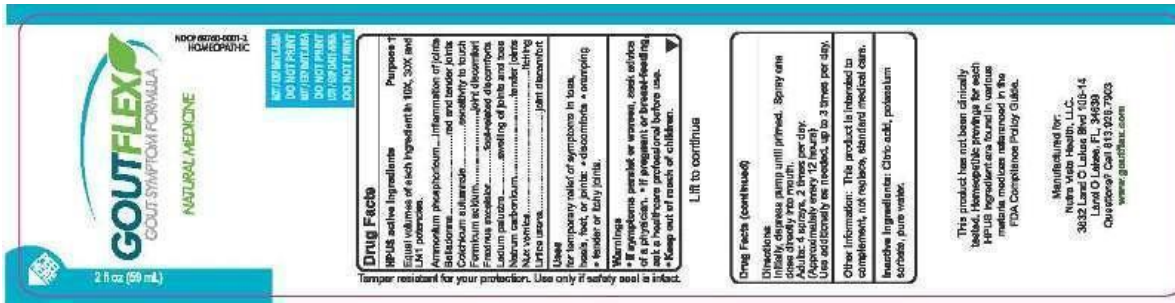 NDC# 69760-0001-2
HOMEOPATHIC
GOUTFLEX
GOUT SYMPTOM FORMULA
NATURAL MEDICINE
2 fl oz (59 mL)
DO NOT PRINT
DO NOT PRINT
DO NOT PRINT
DO NOT PRINT
Drug Facts
HPUS active ingredients Purposes †
Equal volumes of each ingredient in 10X, 30X and
LM1 potencies.
Ammonium phosphoricum....inflammation of joints
Belladonna..........red and tender joints
Colchicum autumnale..........sensitivity to touch
Formicum acidum..........joint discomfort
Fraxinus excelsior..........foot-related discomforts
Ledum palustre..........swelling of joints and toes
Natrum carbonicum..........tender joints
Nux vomica..........itching
Urtica urens..........joint discomfort
Uses
for temporary relief of symptoms in toes,
heels, feet, or joints: • discomforts • cramping
• tender or itchy joints.
Warnings
• If symptoms persist or worsen, seek advice
of a physician. • If pregnant or breast-feeding,
ask a healthcare professional before use.
• Keep out of reach of children.
Tamper resistant for your protection. Use only if safety seal is intact.
Lift to continue
Drug Facts (continued)
Directions:
Initially, depress pump until primed. Spray one
dose directly into mouth.
Adults: 4 sprays, 2 times per day.
(Approximately every 12 hours)
Use additionally as needed, up to 3 times per day.
Other Information: This product is intended to
complement, not replace, standard medical care.
Inactive Ingredients: Citric acid, potassium
sorbate, pure water.
This product has not been clinically
tested. Homeopathic provings for each
HPUS ingredient are found in various
materia medicas referenced in the
FDA Compliance Policy Guide.
Manufactured for:
Nutra Vista Health, LLC.
3632 Land O Lakes Blvd 106-14
Land O Lakes, FL, 34639
Questions? Call 813.928.7903
www.goutflex.com